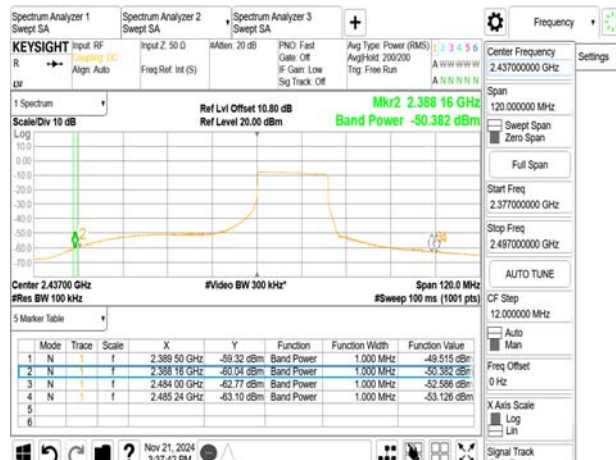 Spectrum Analyzer 1
Swept SA
Spectrum Analyzer 2
Swept SA
Spectrum Analyzer 3
Swept SA
+
Frequency
Settings
KEYSIGHT
R
Input: RF
Coupling: DC
Align: Auto
Input Z: 50 Ω
Freq Ref: Int (S)
#Atten: 20 dB
PNO: Fast
Gate: Off
IF Gain: Low
Sig Track: Off
Avg Type: Power (RMS)
Avg|Hold: 200/200
Trig: Free Run
1 2 3 4 5 6
A W W W W W
A N N N N N
1 Spectrum
Scale/Div 10 dB
Ref Lvl Offset 10.80 dB
Ref Level 20.00 dBm
Mkr2 2.388 16 GHz
Band Power -50.382 dBm
Log
10.0
0.00
-10.0
-20.0
-30.0
-40.0
-50.0
-60.0
-70.0
2
34
Center 2.43700 GHz
#Res BW 100 kHz
#Video BW 300 kHz*
Span 120.0 MHz
#Sweep 100 ms (1001 pts)
5 Marker Table
Mode Trace Scale X Y Function Function Width Function Value
1 N 1 f 2.389 50 GHz -59.32 dBm Band Power 1.000 MHz -49.515 dBm
2 N 1 f 2.388 16 GHz -60.04 dBm Band Power 1.000 MHz -50.382 dBm
3 N 1 f 2.484 00 GHz -62.77 dBm Band Power 1.000 MHz -52.586 dBm
4 N 1 f 2.485 24 GHz -63.10 dBm Band Power 1.000 MHz -53.126 dBm
5
6
Nov 21, 2024
3:37:42 PM
Center Frequency
2.437000000 GHz
Span
120.000000 MHz
Swept Span
Zero Span
Full Span
Start Freq
2.377000000 GHz
Stop Freq
2.497000000 GHz
AUTO TUNE
CF Step
12.000000 MHz
Auto
Man
Freq Offset
0 Hz
X Axis Scale
Log
Lin
Signal Track